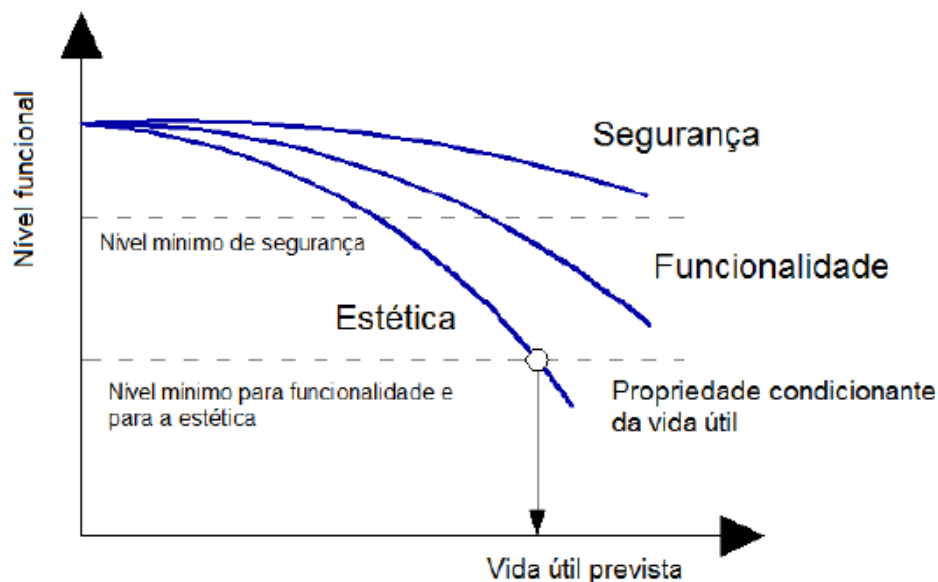 Nível funcional
Segurança
Nível mínimo de segurança
Funcionalidade
Estética
Nível mínimo para funcionalidade e
para a estética
Propriedade condicionante
da vida útil
Vida útil prevista